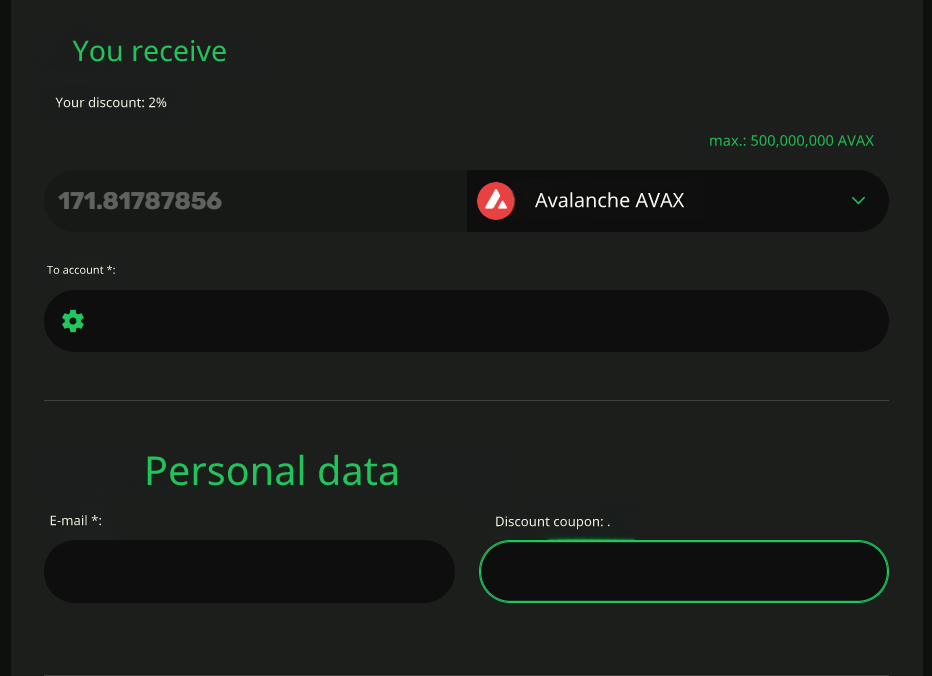 You receive
Your discount: 2%
max.: 500,000,000 AVAX
171.81787856
Avalanche AVAX
To account *:
Personal data
E-mail *:
Discount coupon: .